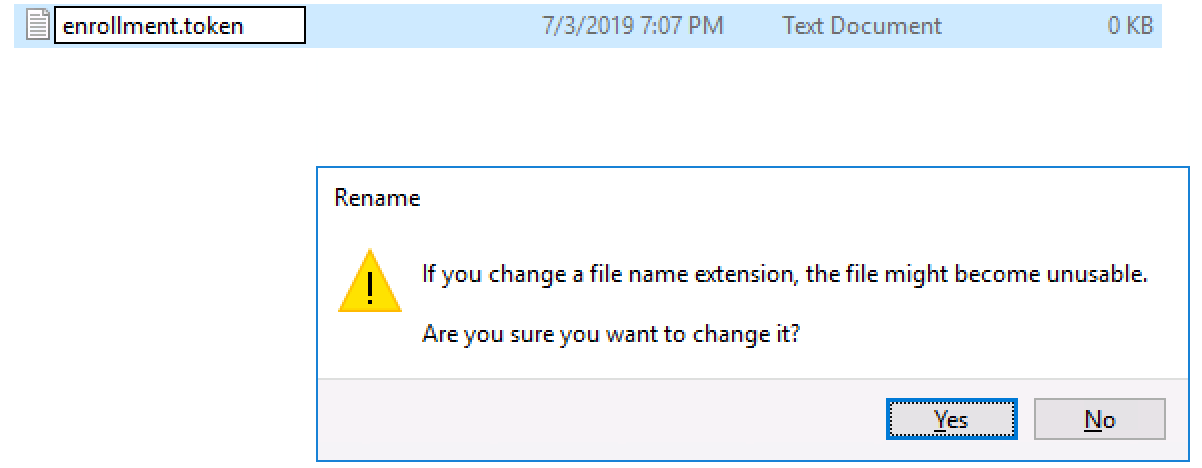 enrollment.token 7/3/2019 7:07 PM Text Document 0 KB
Rename
If you change a file name extension, the file might become unusable.
Are you sure you want to change it?
Yes No